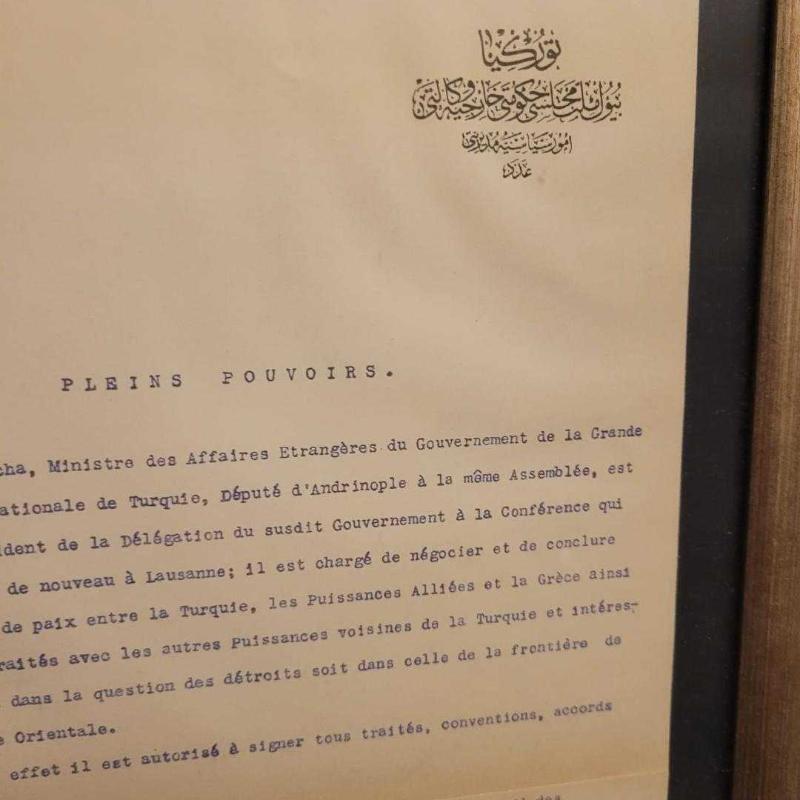 توركيا
بيوك ملت مجلسى حكومتى خارجيه وكالتى
امور سياسيه مديريتى
عدد
PLEINS POUVOIRS.
cha, Ministre des Affaires Etrangères du Gouvernement de la Grande
ationale de Turquie, Député d'Andrinople à la même Assemblée, est
ident de la Délégation du susdit Gouvernement à la Conférence qui
de nouveau à Lausanne; il est chargé de négocier et de conclure
de paix entre la Turquie, les Puissances Alliées et la Grèce ainsi
raités avec les autres Puissances voisines de la Turquie et intéres-
dans la question des détroits soit dans celle de la frontière de
e Orientale.
effet il est autorisé à signer tous traités, conventions, accords